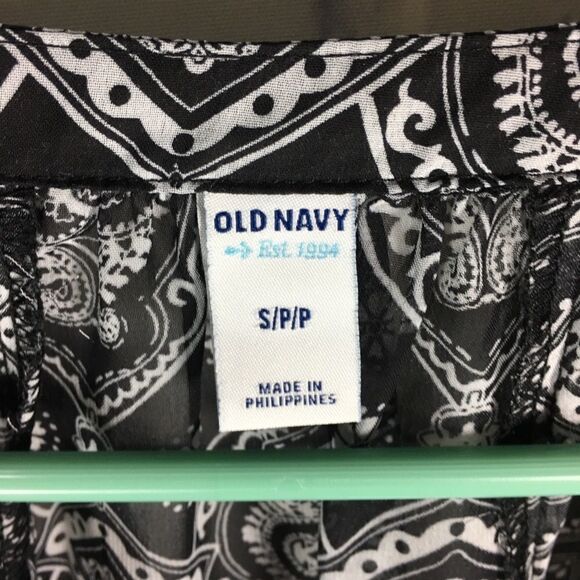 OLD NAVY
Est. 1994
S/P/P
MADE IN
PHILIPPINES